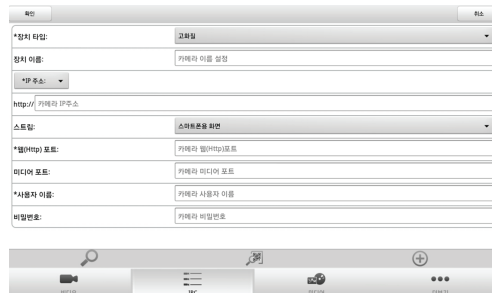 확인 취소
*장치 타입: 고화질
장치 이름: 카메라 이름 설정
*IP 주소:
http:// 카메라 IP주소
스트림: 스마트폰용 화면
*웹(Http) 포트: 카메라 웹(Http)포트
미디어 포트: 카메라 미디어 포트
*사용자 이름: 카메라 사용자 이름
비밀번호: 카메라 비밀번호